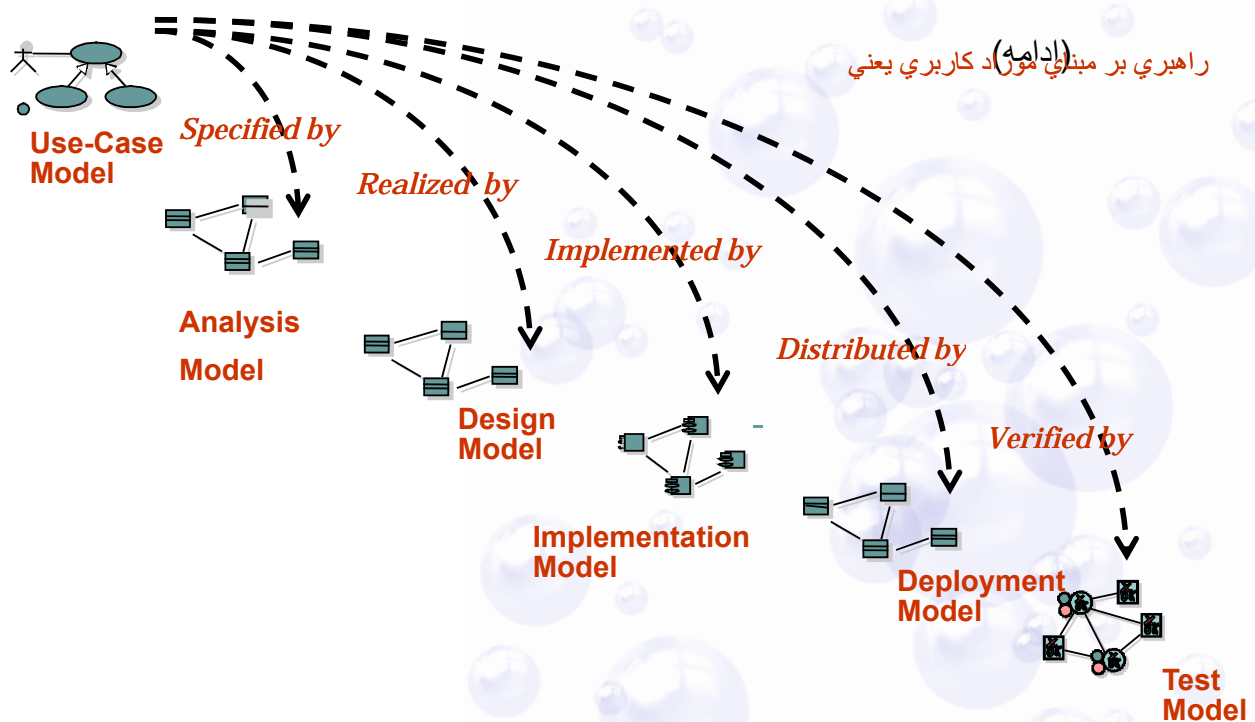 راهبري بر مبناي موارد کاربري يعني
(ادامه)
Use-Case
Model
Specified by
Realized by
Implemented by
Distributed by
Verified by
Analysis
Model
Design
Model
Implementation
Model
Deployment
Model
Test
Model